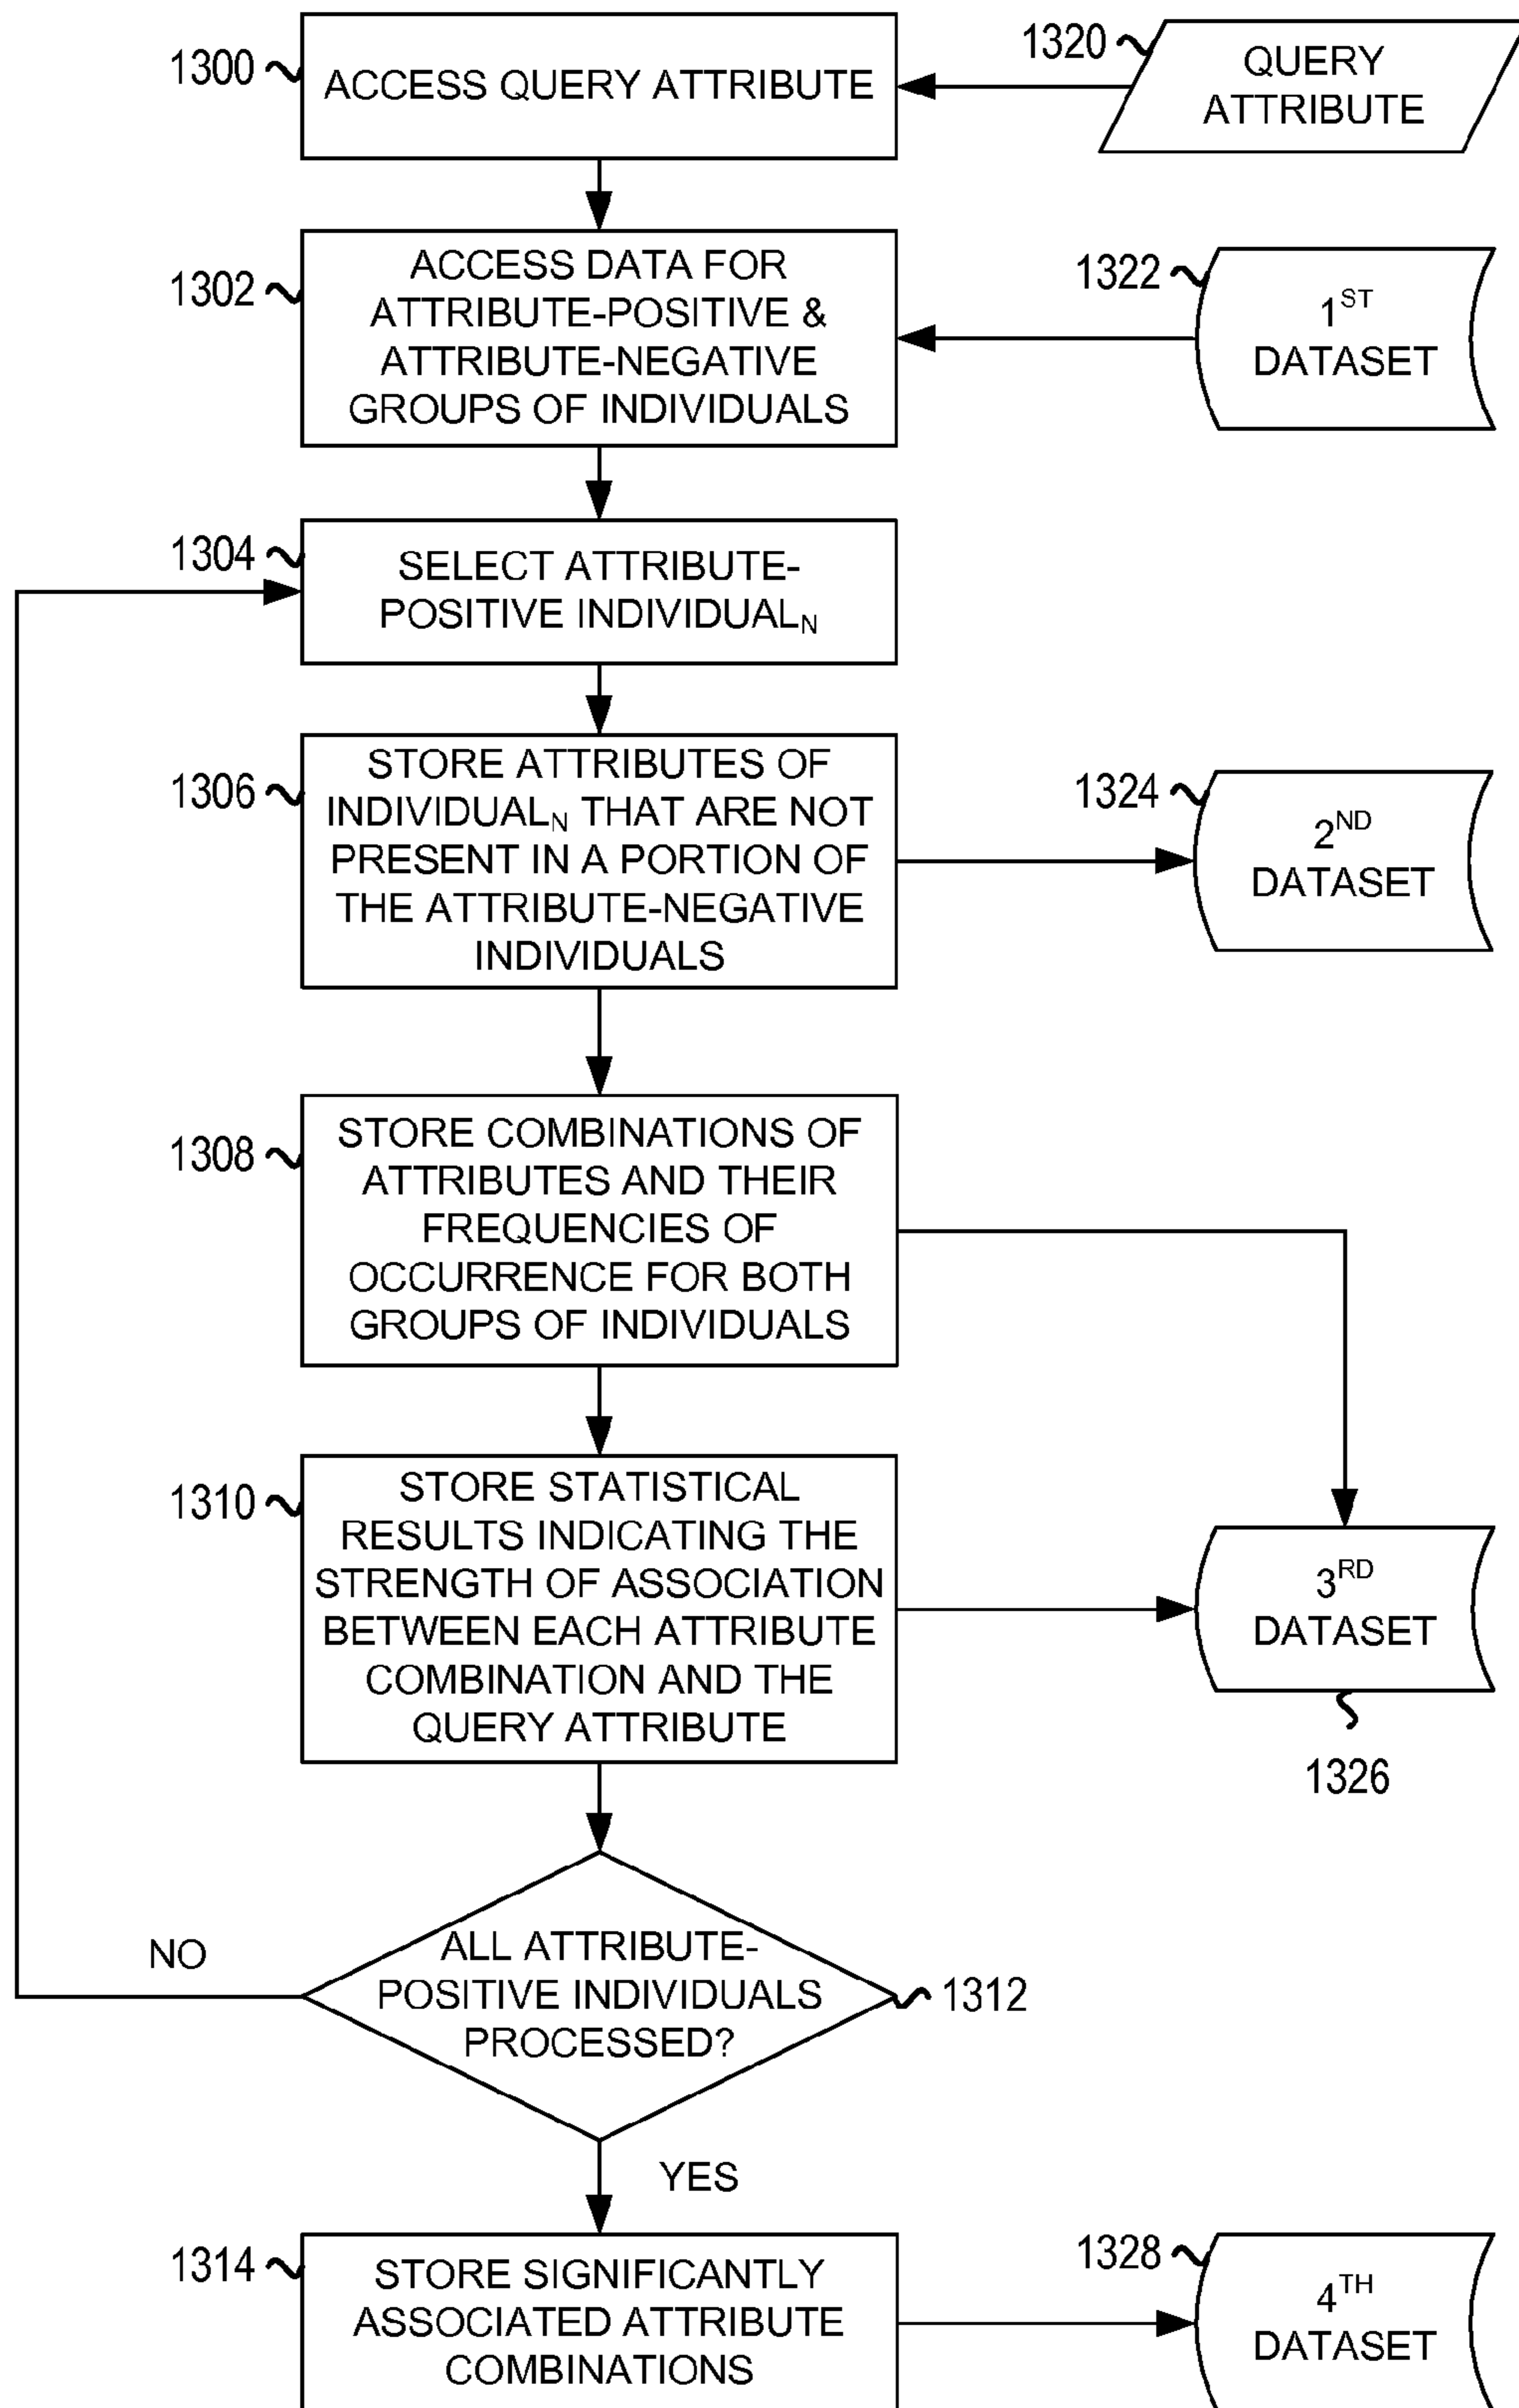 1300
ACCESS QUERY ATTRIBUTE
1320
QUERY
ATTRIBUTE
1302
ACCESS DATA FOR
ATTRIBUTE-POSITIVE &
ATTRIBUTE-NEGATIVE
GROUPS OF INDIVIDUALS
1322
1ST
DATASET
1304
SELECT ATTRIBUTE-
POSITIVE INDIVIDUALN
1306
STORE ATTRIBUTES OF
INDIVIDUALN THAT ARE NOT
PRESENT IN A PORTION OF
THE ATTRIBUTE-NEGATIVE
INDIVIDUALS
1324
2ND
DATASET
1308
STORE COMBINATIONS OF
ATTRIBUTES AND THEIR
FREQUENCIES OF
OCCURRENCE FOR BOTH
GROUPS OF INDIVIDUALS
1310
STORE STATISTICAL
RESULTS INDICATING THE
STRENGTH OF ASSOCIATION
BETWEEN EACH ATTRIBUTE
COMBINATION AND THE
QUERY ATTRIBUTE
3RD
DATASET
1326
NO
ALL ATTRIBUTE-
POSITIVE INDIVIDUALS
PROCESSED?
1312
YES
1314
STORE SIGNIFICANTLY
ASSOCIATED ATTRIBUTE
COMBINATIONS
1328
4TH
DATASET